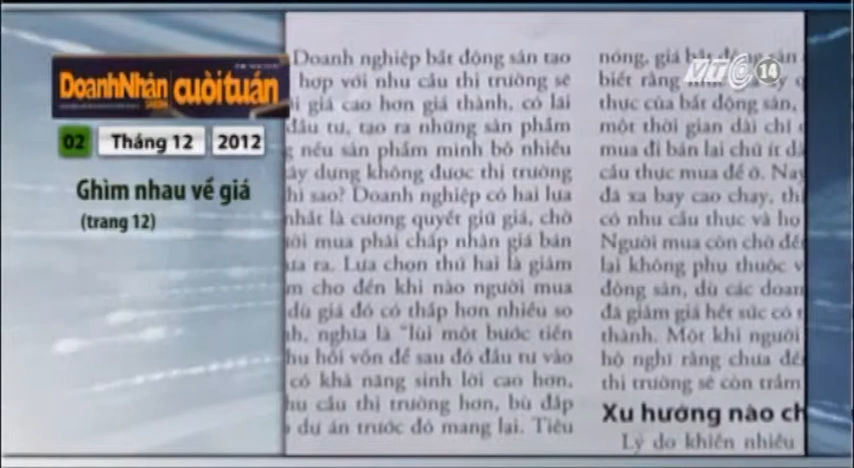 DoanhNhân cuối tuần
SAIGON
02 Tháng 12 2012
Ghìm nhau về giá
(trang 12)
VTC 14
Doanh nghiệp bất động sản tạo
hợp với nhu cầu thị trường sẽ
giá cao hơn giá thành, có lãi
đầu tư, tạo ra những sản phẩm
nếu sản phẩm mình bỏ nhiều
ây dựng không được thị trường
hì sao? Doanh nghiệp có hai lựa
nhất là cương quyết giữ giá, chờ
ười mua phải chấp nhận giá bán
ưa ra. Lựa chọn thứ hai là giảm
m cho đến khi nào người mua
dù giá đó có thấp hơn nhiều so
h, nghĩa là "lùi một bước tiến
hu hồi vốn để sau đó đầu tư vào
có khả năng sinh lời cao hơn,
hu cầu thị trường hơn, bù đắp
dự án trước đó mang lại. Tiêu
nóng, giá bất động sản
biết rằng
thực của bất động sản,
một thời gian dài chỉ
mua đi bán lại chứ ít
cầu thực mua để ở. Nay
đã xa bay cao chạy, thì
có nhu cầu thực và họ
Người mua còn chờ đến
lại không phụ thuộc v
động sản, dù các doan
đã giảm giá hết sức có
thành. Một khi người
hộ nghĩ rằng chưa đế
thị trường sẽ còn trầm
Xu hướng nào ch
Lý do khiến nhiều